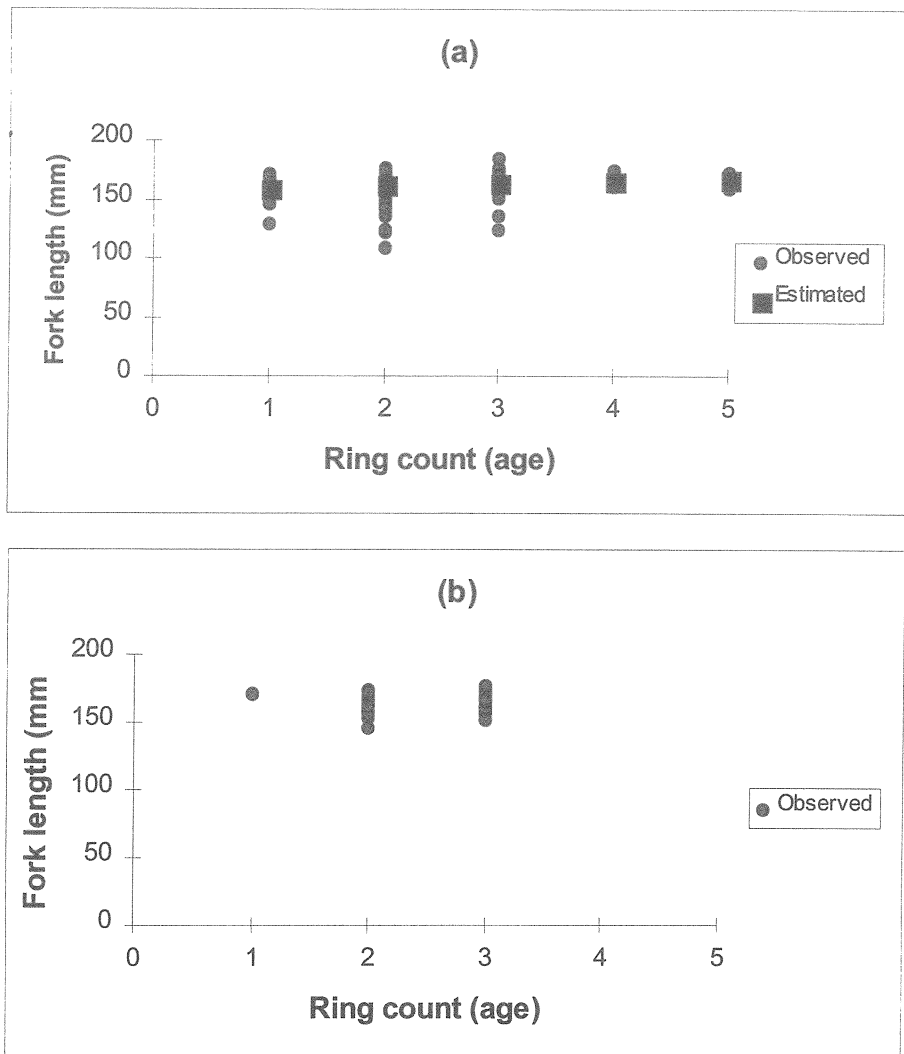 (a)
Fork length (mm)
200
150
100
50
0
0 1 2 3 4 5
Ring count (age)
Observed
Estimated
(b)
Fork length (mm
200
150
100
50
0
0 1 2 3 4 5
Ring count (age)
Observed